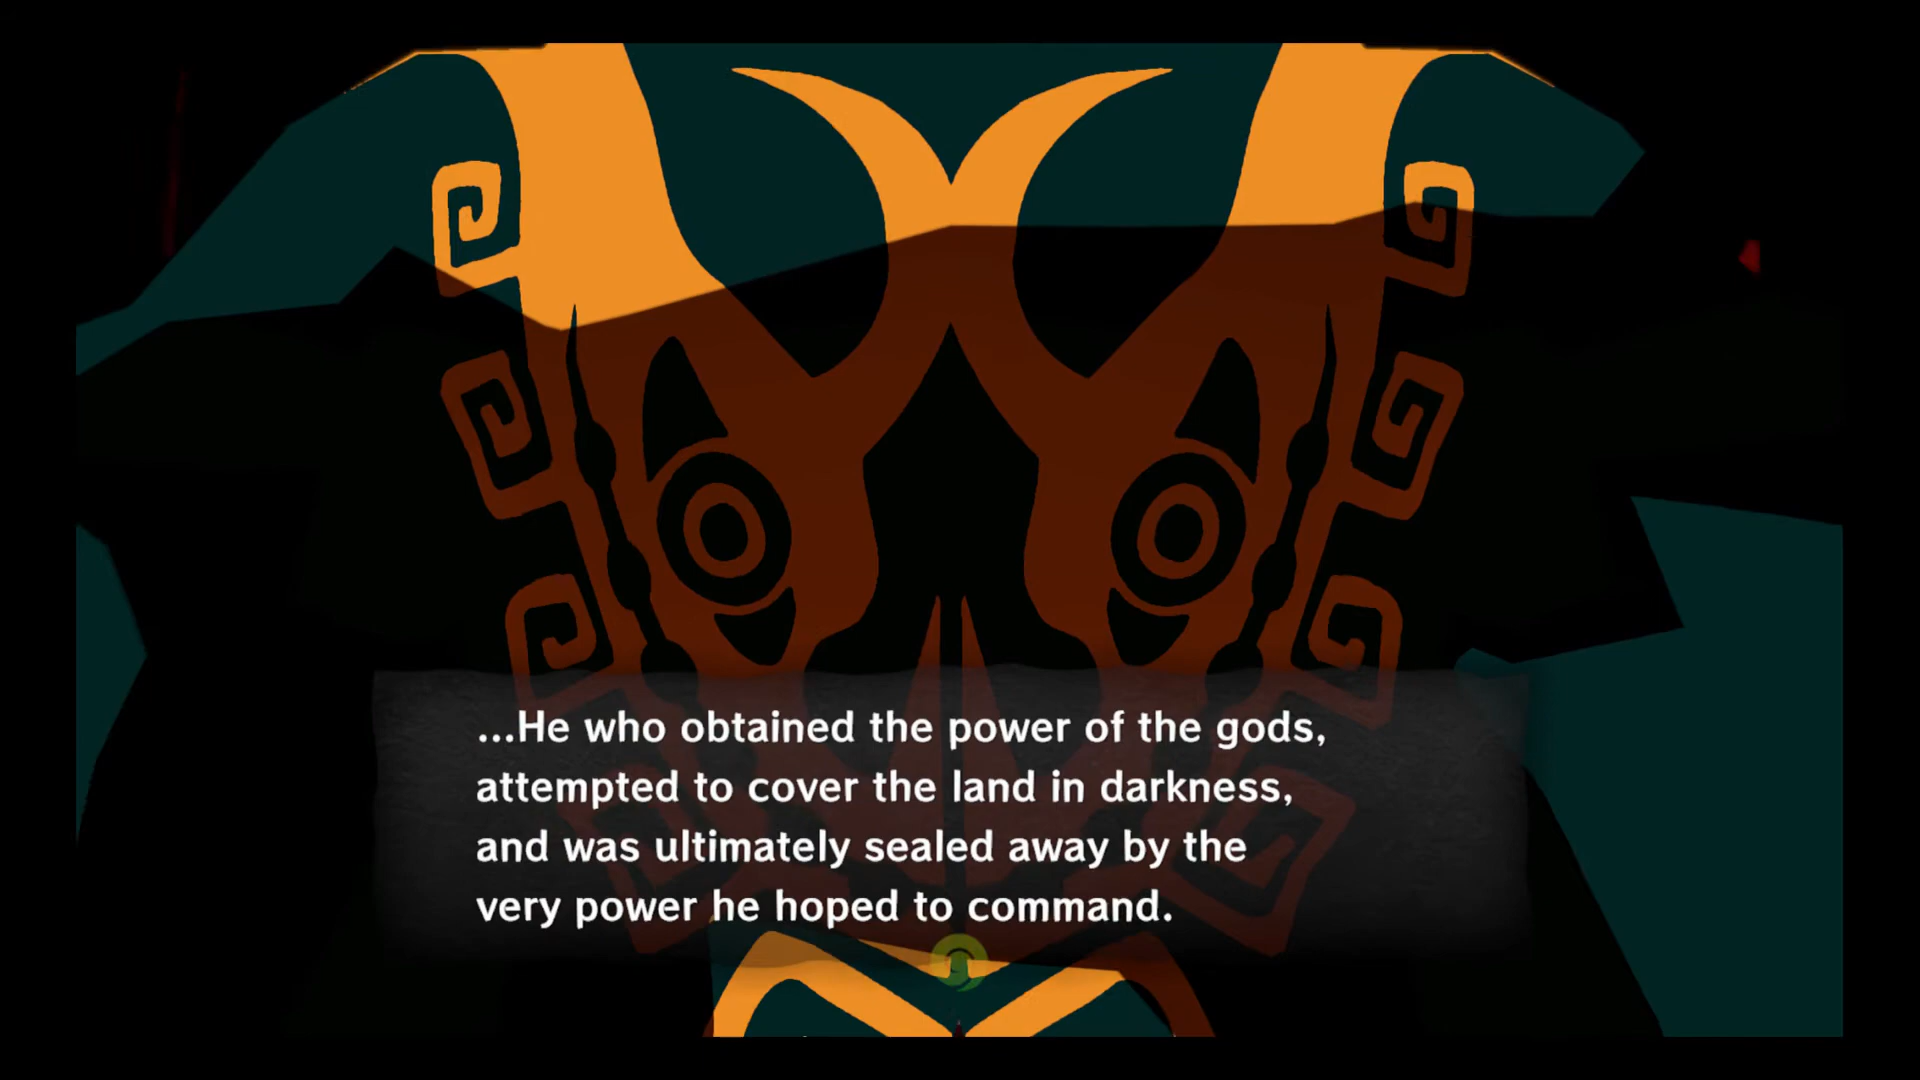 ...He who obtained the power of the gods,
attempted to cover the land in darkness,
and was ultimately sealed away by the
very power he hoped to command.